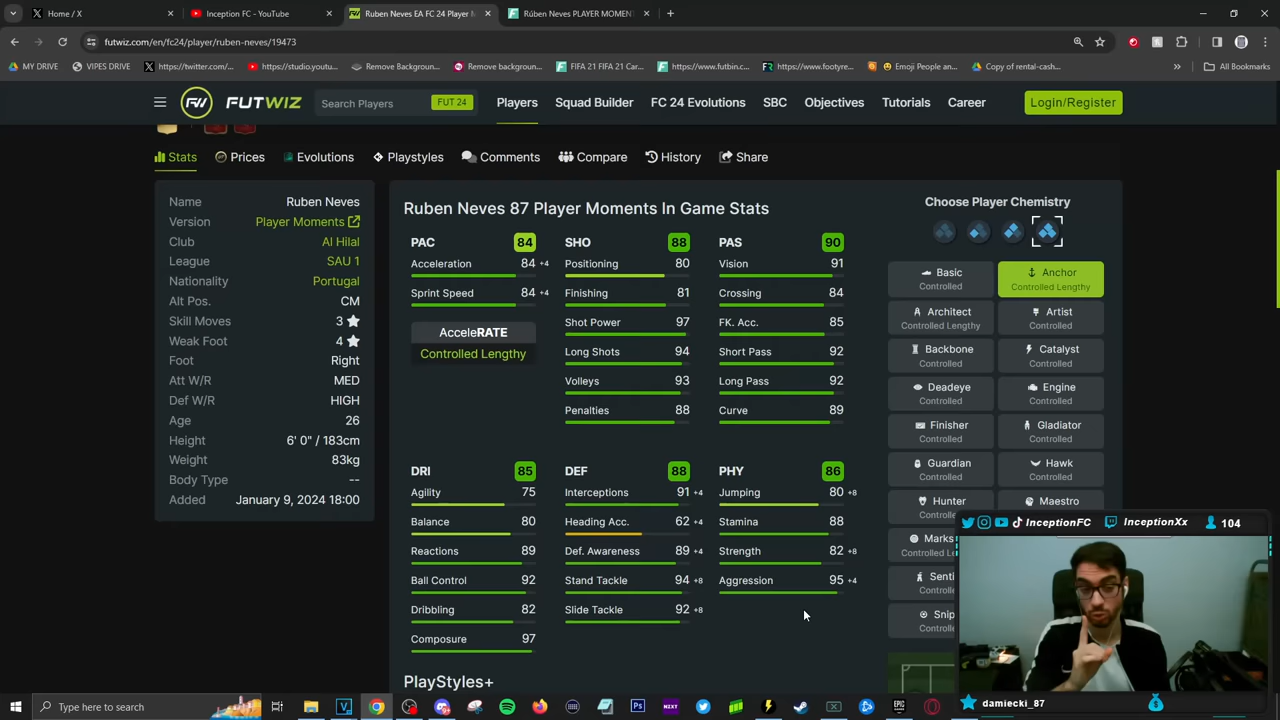 Home / X
Inception FC - YouTube
Ruben Neves EA FC 24 Player M
Rúben Neves PLAYER MOMEN
futwiz.com/en/fc24/player/ruben-neves/19473
MY DRIVE
VIPES DRIVE
https://twitter.com/...
https://studio.youtu...
Remove backgroun...
Remove backgroun...
FIFA 21 FIFA 21 Car...
https://www.futbin.c...
https://www.footyre...
Emoji People an...
Copy of rental-cash...
All Bookmarks
FW FUTWIZ
Search Players FUT 24
Players
Squad Builder
FC 24 Evolutions
SBC
Objectives
Tutorials
Career
Login/Register
Stats
Prices
Evolutions
Playstyles
Comments
Compare
History
Share
Name Ruben Neves
Version Player Moments
Club Al Hilal
League SAU 1
Nationality Portugal
Alt Pos. CM
Skill Moves 3
Weak Foot 4
Foot Right
Att W/R MED
Def W/R HIGH
Age 26
Height 6' 0" / 183cm
Weight 83kg
Body Type --
Added January 9, 2024 18:00
Ruben Neves 87 Player Moments In Game Stats
PAC 84
Acceleration 84 +4
Sprint Speed 84 +4
AcceleRATE
Controlled Lengthy
SHO 88
Positioning 80
Finishing 81
Shot Power 97
Long Shots 94
Volleys 93
Penalties 88
PAS 90
Vision 91
Crossing 84
FK. Acc. 85
Short Pass 92
Long Pass 92
Curve 89
DRI 85
Agility 75
Balance 80
Reactions 89
Ball Control 92
Dribbling 82
Composure 97
DEF 88
Interceptions 91 +4
Heading Acc. 62 +4
Def. Awareness 89 +4
Stand Tackle 94 +8
Slide Tackle 92 +8
PHY 86
Jumping 80 +8
Stamina 88
Strength 82 +8
Aggression 95 +4
PlayStyles+
Choose Player Chemistry
Basic
Controlled
Anchor
Controlled Lengthy
Architect
Controlled Lengthy
Artist
Controlled
Backbone
Controlled
Catalyst
Controlled
Deadeye
Controlled
Engine
Controlled
Finisher
Controlled
Gladiator
Controlled
Guardian
Controlled
Hawk
Controlled
Hunter
Controlled
Maestro
Marks
Controlled Le
Senti
Controlle
Snip
Controlle
InceptionFC
InceptionXx
104
damiecki_87
Type here to search